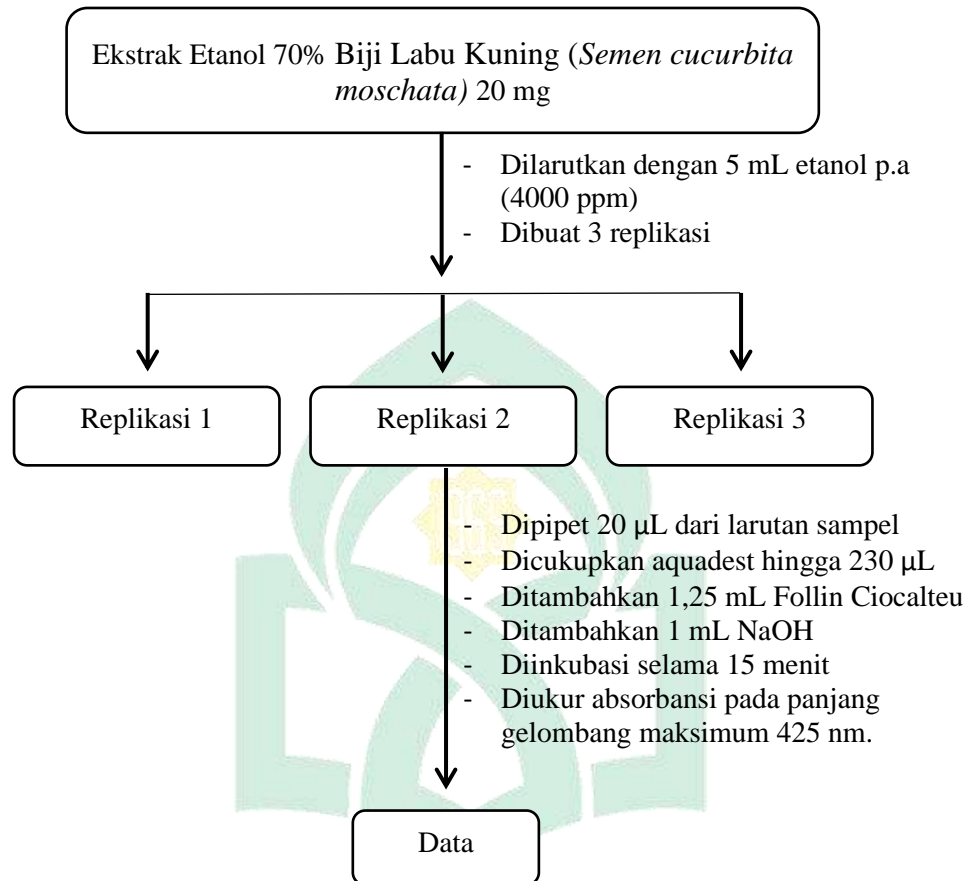 Ekstrak Etanol 70% Biji Labu Kuning (Semen cucurbita
moschata) 20 mg
- Dilarutkan dengan 5 mL etanol p.a
(4000 ppm)
- Dibuat 3 replikasi
Replikasi 1
Replikasi 2
Replikasi 3
- Dipipet 20 µL dari larutan sampel
- Dicukupkan aquadest hingga 230 µL
- Ditambahkan 1,25 mL Follin Ciocalteu
- Ditambahkan 1 mL NaOH
- Diinkubasi selama 15 menit
- Diukur absorbansi pada panjang
gelombang maksimum 425 nm.
Data